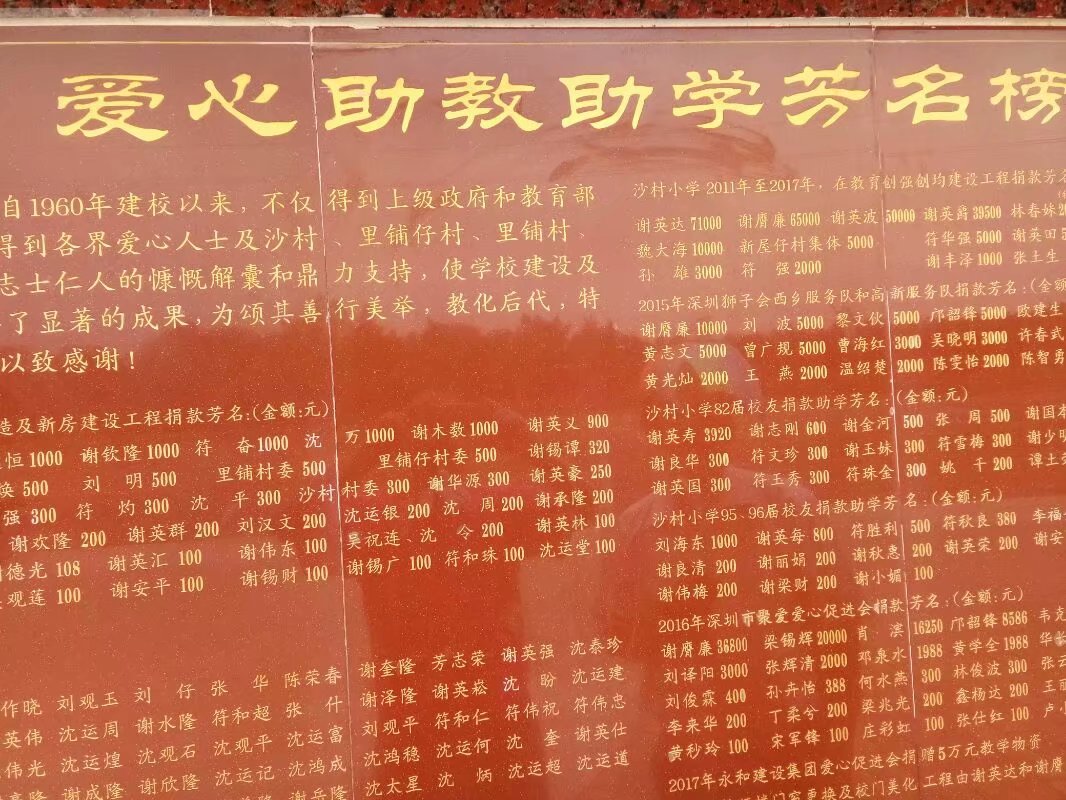 爱心助教助学芳名榜
自1960年建校以来，不仅得到上级政府和教育部
得到各界爱心人士及沙村、里铺仔村、里铺村、
志士仁人的慷慨解囊和鼎力支持，使学校建设及
了显著的成果，为颂其善行美举，教化后代，特
以致感谢！
造及新房建设工程捐款芳名：(金额：元)
恒1000 谢钦隆1000 符奋1000 沈万1000 谢木数1000 谢英义900
焕500 刘明500 里铺村委500 里铺仔村委500 谢锡谭320
强300 符灼300 沈平300 沙村村委300 谢华源300 谢英豪250
谢欢隆200 谢英群200 刘汉文200 沈运银200 沈周200 谢承隆200
谢德光108 谢英汇100 谢伟东100 吴祝连、沈令200 谢英林100
观莲100 谢安平100 谢锡财100 谢锡广100 符和珠100 沈运堂100
作晓 刘观玉 刘仔 张华 陈荣春 谢奎隆 芳志荣 谢英强 沈泰珍
英伟 沈运周 谢水隆 符和超 张什 谢泽隆 谢英崧 沈盼 沈运建
伟光 沈运煌 沈观石 沈观平 沈运富 刘观平 符和仁 符伟祝 符伟忠
谢成隆 谢欣隆 沈运记 沈鸿成 沈鸿稳 沈运何 沈奎 谢英仕
谢兵隆 沈太星 沈炳 沈运超 沈运道
沙村小学2011年至2017年，在教育创强创均建设工程捐款芳名
谢英达71000 谢膺廉65000 谢英波50000 谢英爵39500 林春妹
魏大海10000 新屋仔村集体5000 符华强5000 谢英田
孙雄3000 符强2000 谢丰泽1000 张土生
2015年深圳狮子会西乡服务队和高新服务队捐款芳名：(金额
谢膺廉10000 刘波5000 黎文伙5000 邝韶锋5000 欧建生
黄志文5000 曾广规5000 曹海红3000 吴晓明3000 许春武
黄光灿2000 王燕2000 温绍楚2000 陈雯怡2000 陈智勇
沙村小学82届校友捐款助学芳名：(金额：元)
谢英寿3920 谢志刚600 谢金河500 张周500 谢国
谢良华300 符文珍300 谢玉妹300 符雪梅300 谢少
谢英国300 符王秀300 符珠金300 姚千200 谭土
沙村小学95、96届校友捐款助学芳名：(金额：元)
刘海东1000 谢英每800 符胜利500 符秋良380 李福
谢良清200 谢丽娟200 谢秋惠200 谢英荣200 谢安
谢伟梅200 谢梁财200 谢小媚100
2016年深圳市聚爱爱心促进会捐款芳名：(金额：元)
谢膺廉36800 梁锡辉20000 肖滨16250 邝韶锋8586 韦克
刘译阳3000 张辉清2000 邓泉水1988 黄学全1988 华
刘俊霖400 孙卉怡388 何水燕300 林俊波300 张云
李来华200 丁柔兮200 梁兆光200 鑫杨达200 王丽
黄秒玲100 宋军锋100 庄彩虹100 张仕红100 卢小
2017年永和建设集团爱心促进会捐赠5万元教学物资
更换及校门美化工程由谢英达和谢膺